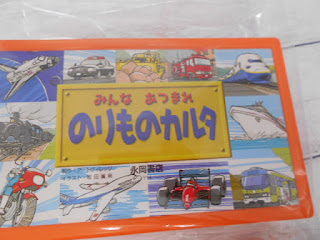 みんな あつまれ
のりものカルタ
永岡書店